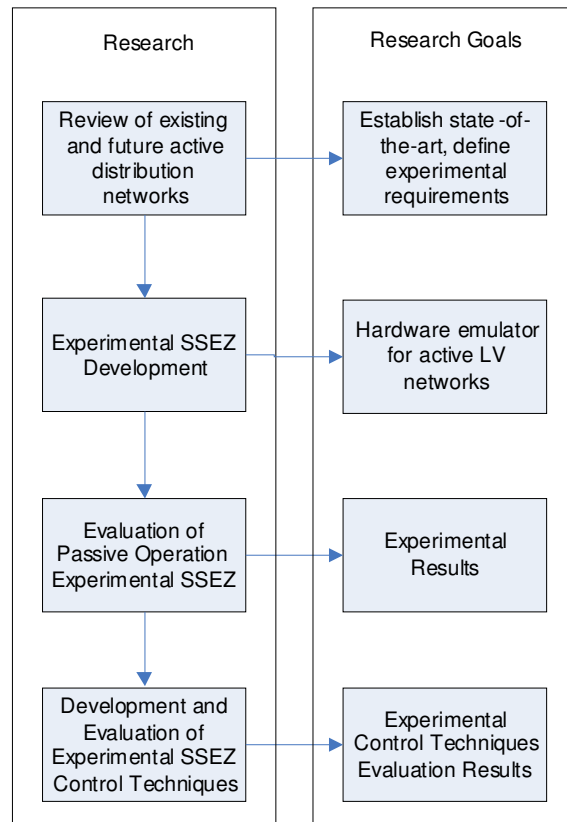 Research
Research Goals
Review of existing
and future active
distribution
networks
Establish state -of-
the-art, define
experimental
requirements
Experimental SSEZ
Development
Hardware emulator
for active LV
networks
Evaluation of
Passive Operation
Experimental SSEZ
Experimental
Results
Development and
Evaluation of
Experimental SSEZ
Control Techniques
Experimental
Control Techniques
Evaluation Results